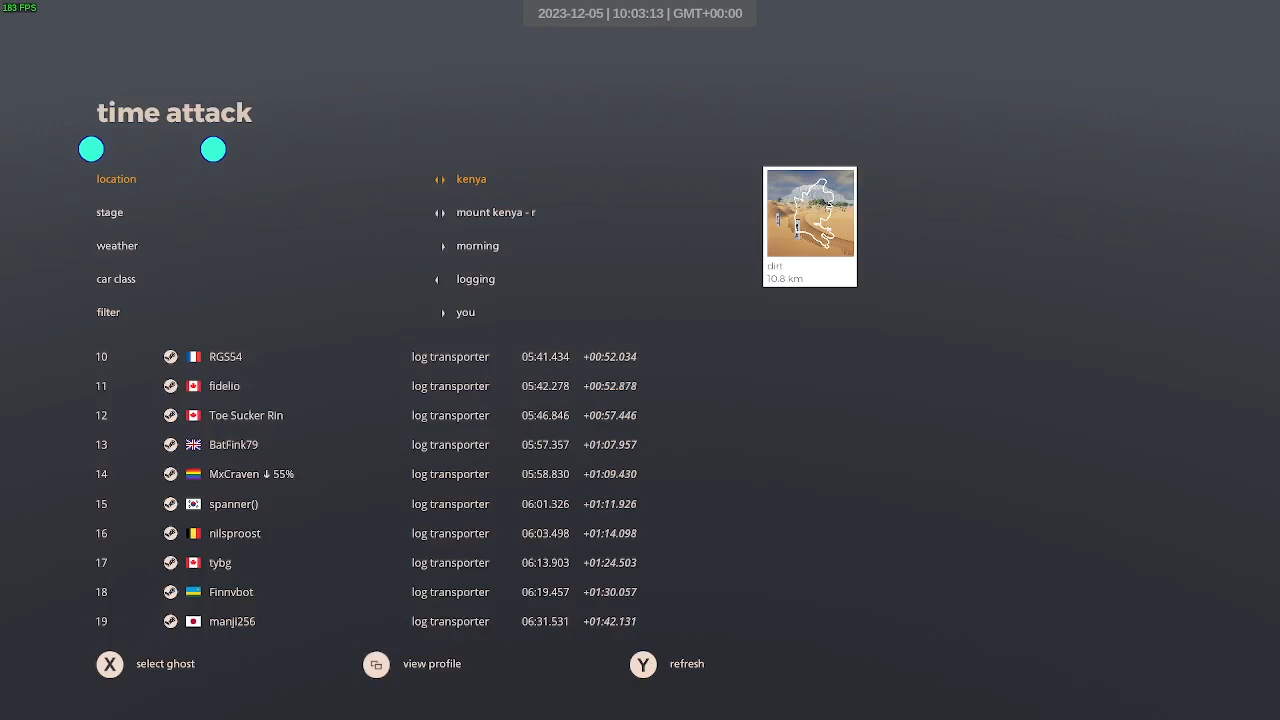 183 FPS
2023-12-05 | 10:03:13 | GMT+00:00
time attack
location kenya
stage mount kenya - r
weather morning
car class logging
filter you
dirt
10.8 km
10 RGS54 log transporter 05:41.434 +00:52.034
11 fidelio log transporter 05:42.278 +00:52.878
12 Toe Sucker Rin log transporter 05:46.846 +00:57.446
13 BatFink79 log transporter 05:57.357 +01:07.957
14 MxCraven ↓ 55% log transporter 05:58.830 +01:09.430
15 spanner() log transporter 06:01.326 +01:11.926
16 nilsproost log transporter 06:03.498 +01:14.098
17 tybg log transporter 06:13.903 +01:24.503
18 Finnvbot log transporter 06:19.457 +01:30.057
19 manji256 log transporter 06:31.531 +01:42.131
X select ghost view profile Y refresh